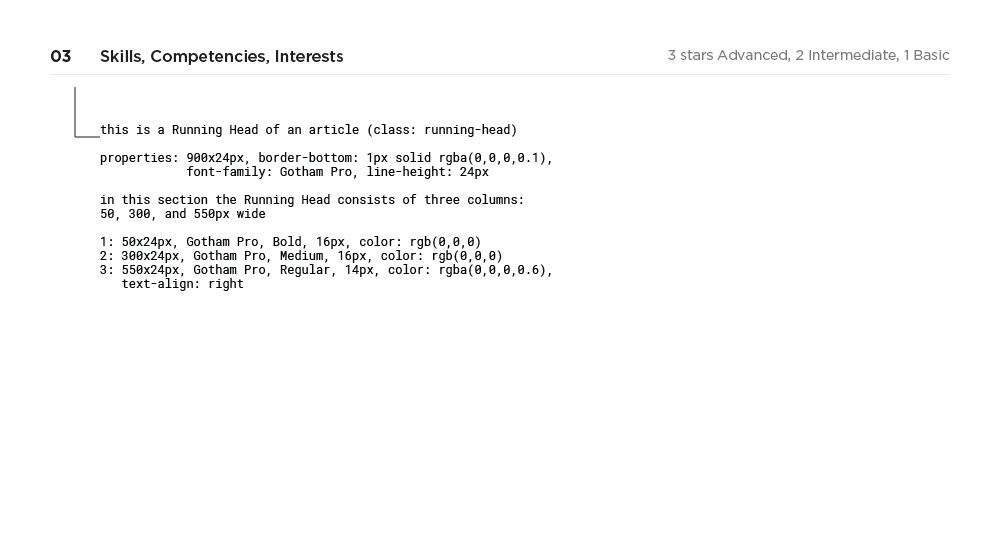 03 Skills, Competencies, Interests 3 stars Advanced, 2 Intermediate, 1 Basic
this is a Running Head of an article (class: running-head)
properties: 900x24px, border-bottom: 1px solid rgba(0,0,0,0.1),
font-family: Gotham Pro, line-height: 24px
in this section the Running Head consists of three columns:
50, 300, and 550px wide
1: 50x24px, Gotham Pro, Bold, 16px, color: rgb(0,0,0)
2: 300x24px, Gotham Pro, Medium, 16px, color: rgb(0,0,0)
3: 550x24px, Gotham Pro, Regular, 14px, color: rgba(0,0,0,0.6),
text-align: right